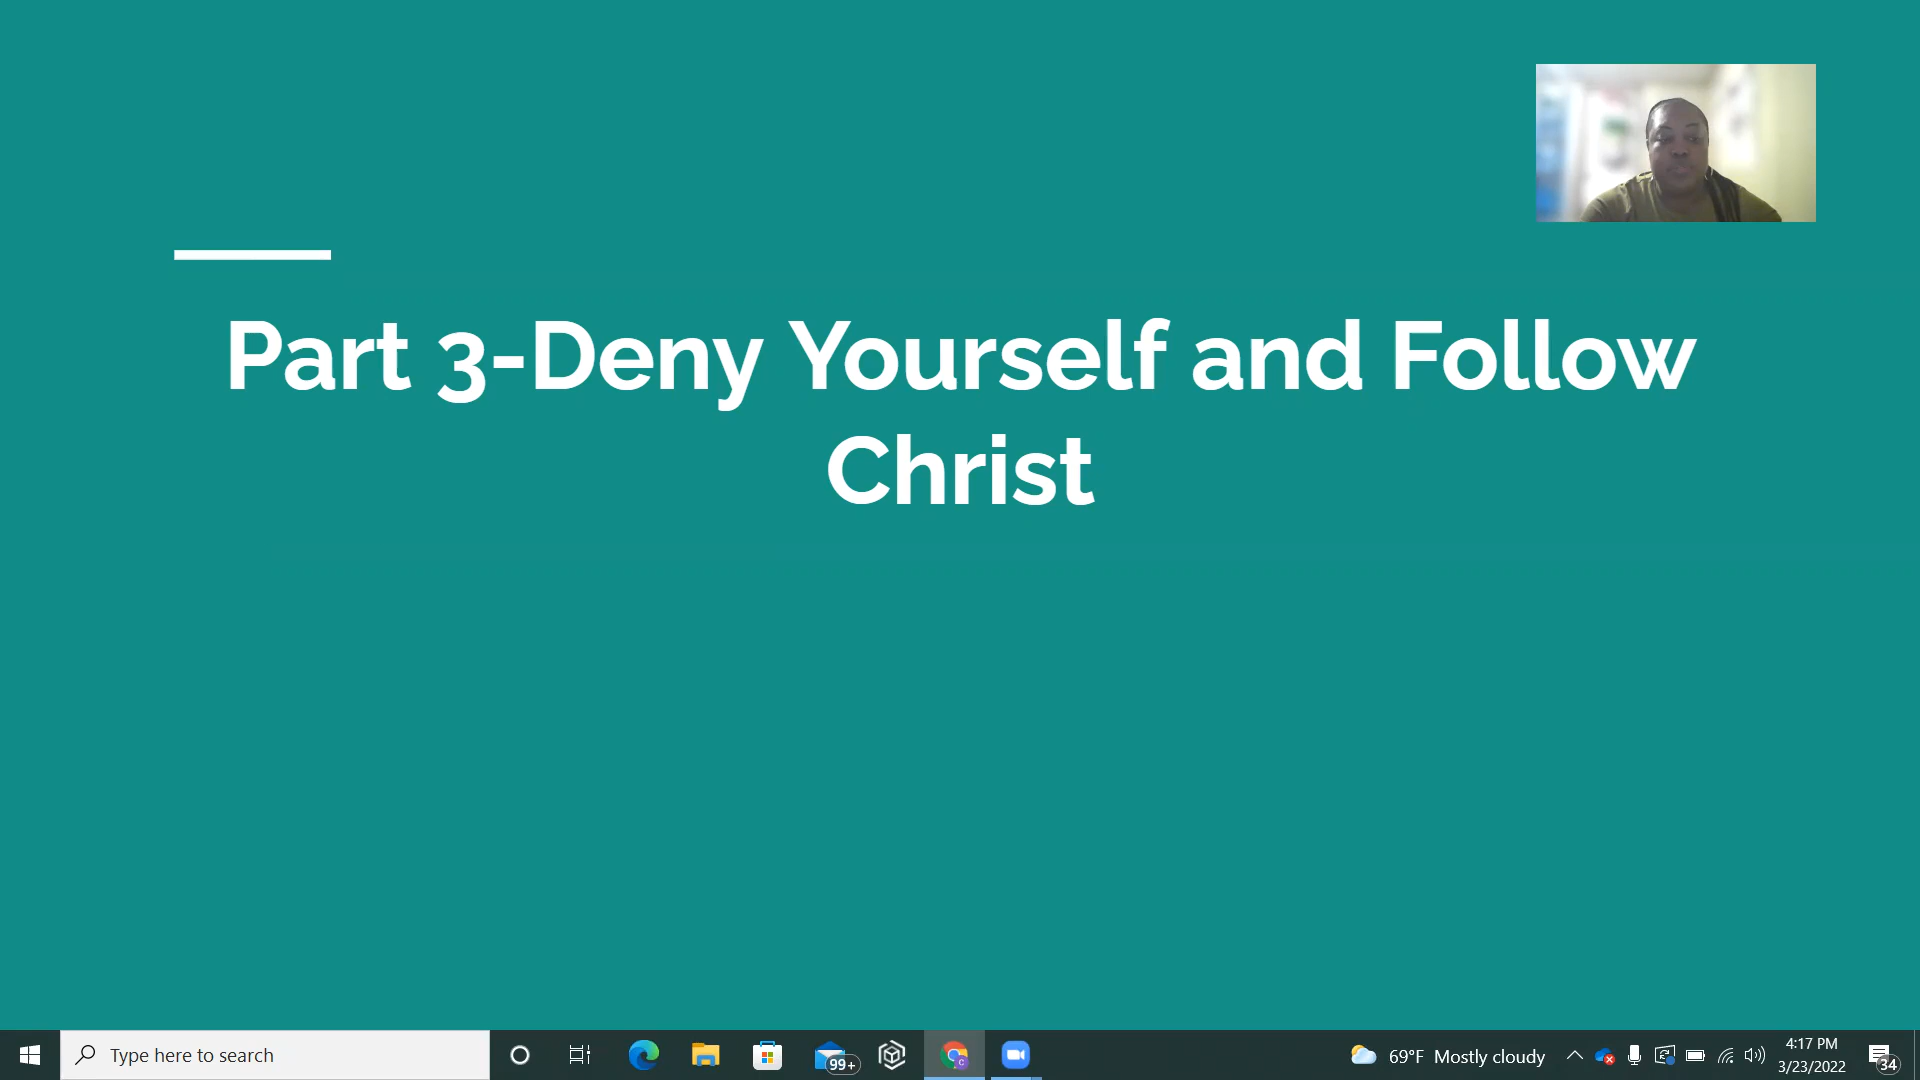 Part 3-Deny Yourself and Follow
Christ
Type here to search
99+
69°F Mostly cloudy
4:17 PM
3/23/2022
34